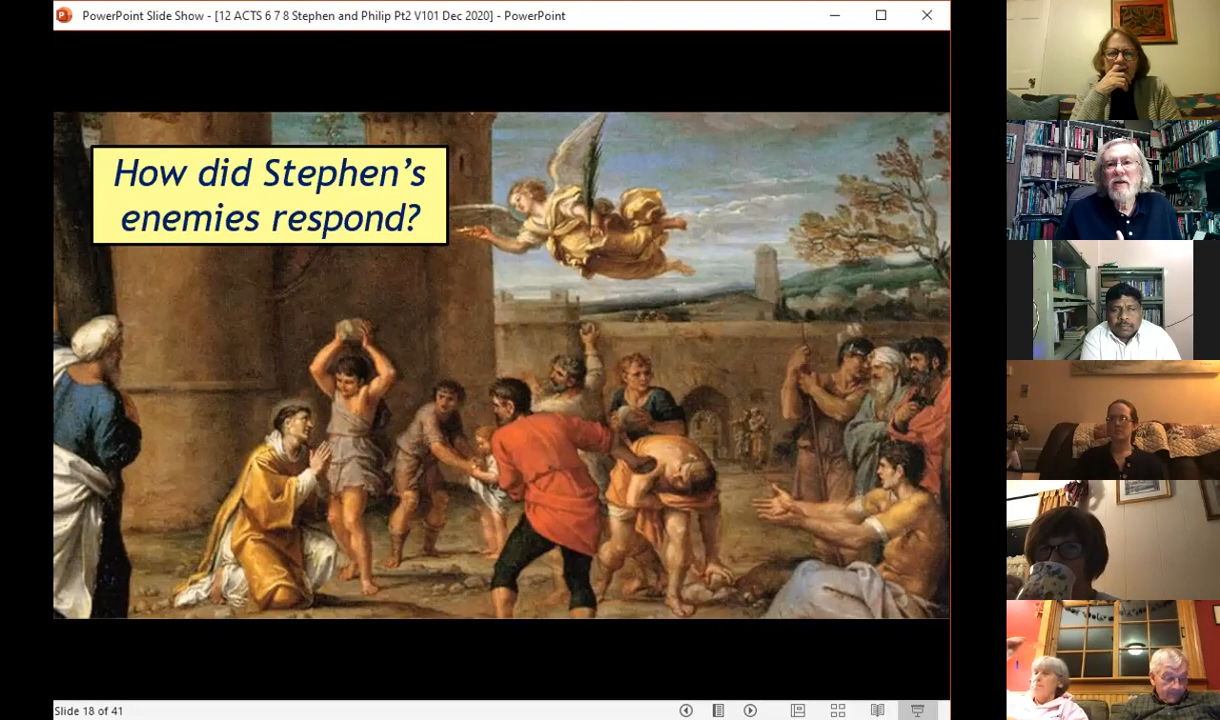 PowerPoint Slide Show - [12 ACTS 6 7 8 Stephen and Philip Pt2 V101 Dec 2020] - PowerPoint
How did Stephen’s
enemies respond?
Slide 18 of 41